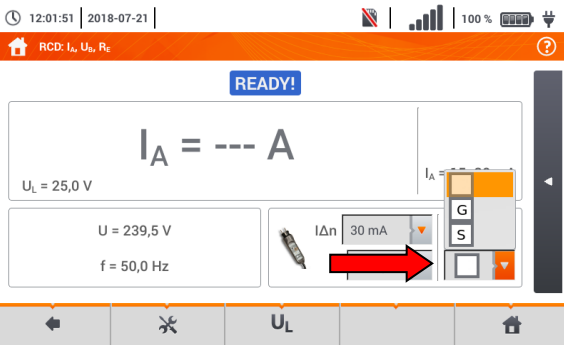 12:01:51 2018-07-21 100 %
RCD: IA, UB, RE ?
READY!
IA = --- A
UL = 25,0 V
IA =
G
S
U = 239,5 V
f = 50,0 Hz
IΔn 30 mA
UL